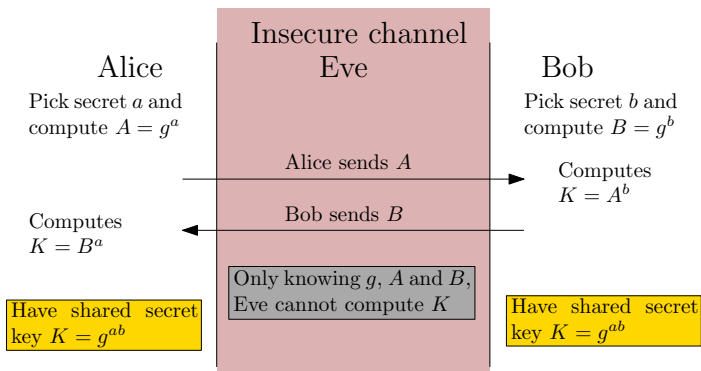 Insecure channel
Alice
Eve
Bob
Pick secret a and
compute A = g^a
Pick secret b and
compute B = g^b
Alice sends A
Computes
K = A^b
Bob sends B
Computes
K = B^a
Only knowing g, A and B,
Eve cannot compute K
Have shared secret
key K = g^{ab}
Have shared secret
key K = g^{ab}